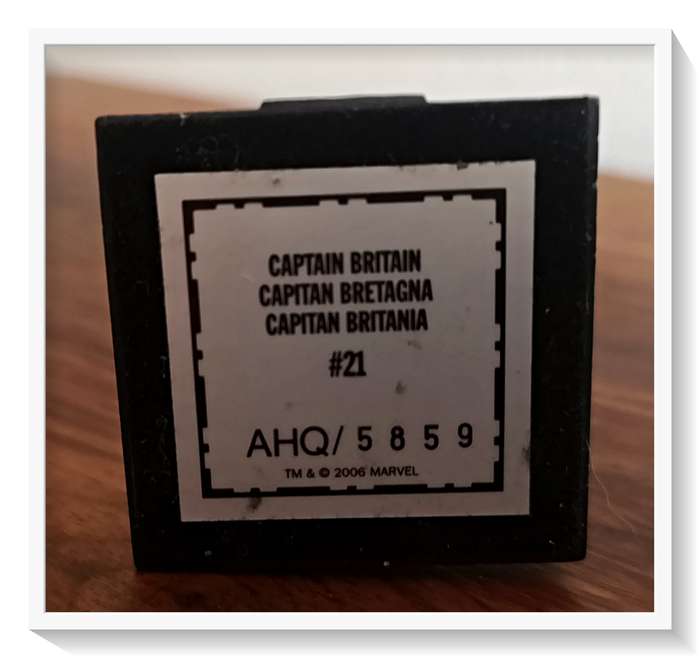 CAPTAIN BRITAIN
CAPITAN BRETAGNA
CAPITAN BRITANIA
#21
AHQ/ 5 8 5 9
TM & © 2006 MARVEL